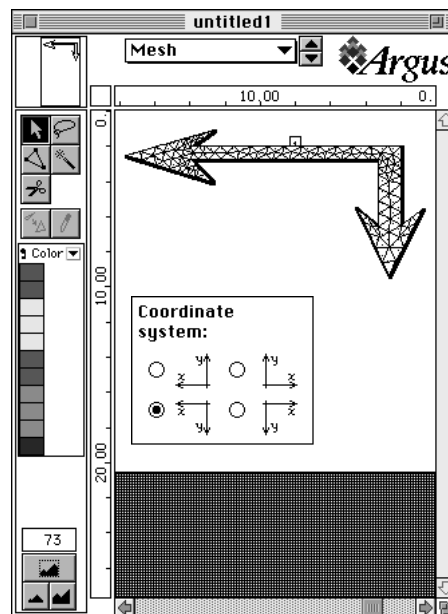 untitled1
Mesh
Argus
10.00 0.
0.
10.00
20.00
Color
Coordinate
system:
y x y x
x y x y
73